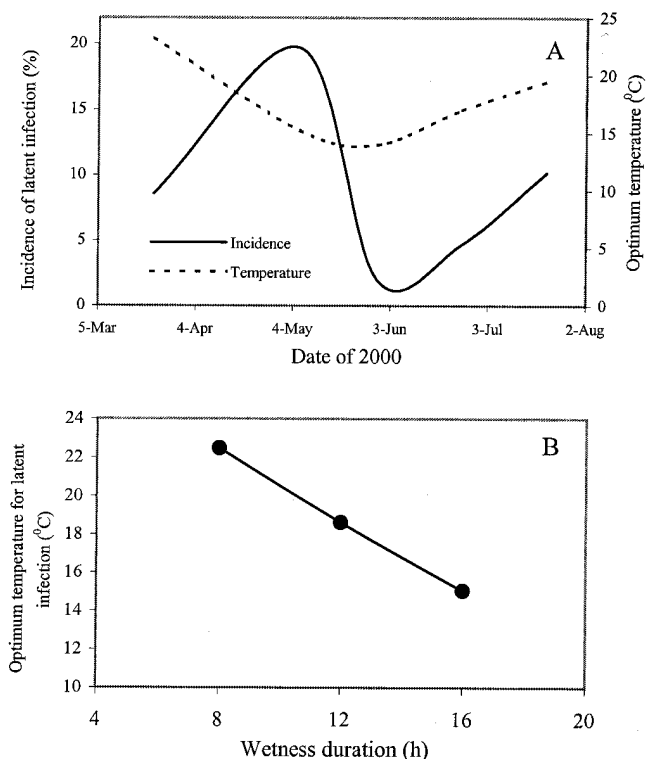 A
20
15
10
5
0
25
20
15
10
5
0
Incidence of latent infection (%)
Optimum temperature (⁰C)
Incidence
Temperature
5-Mar 4-Apr 4-May 3-Jun 3-Jul 2-Aug
Date of 2000
B
24
22
20
18
16
14
12
10
Optimum temperature for latent
infection (⁰C)
4 8 12 16 20
Wetness duration (h)